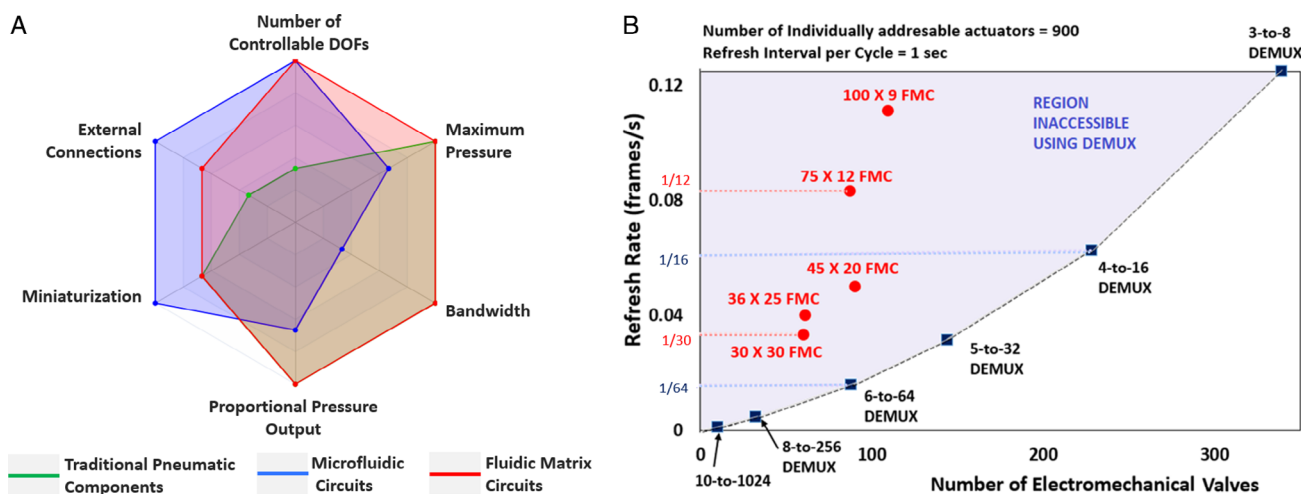 A
Number of
Controllable DOFs
External
Connections
Maximum
Pressure
Miniaturization
Bandwidth
Proportional Pressure
Output
Traditional Pneumatic
Components
Microfluidic
Circuits
Fluidic Matrix
Circuits
B
Number of Individually addresable actuators = 900
Refresh Interval per Cycle = 1 sec
3-to-8
DEMUX
0.12
100 X 9 FMC
REGION
INACCESSIBLE
USING DEMUX
1/12
75 X 12 FMC
0.08
1/16
45 X 20 FMC
4-to-16
DEMUX
36 X 25 FMC
0.04
1/30
30 X 30 FMC
5-to-32
DEMUX
1/64
6-to-64
DEMUX
0
8-to-256
DEMUX
10-to-1024
0
100
200
300
Refresh Rate (frames/s)
Number of Electromechanical Valves